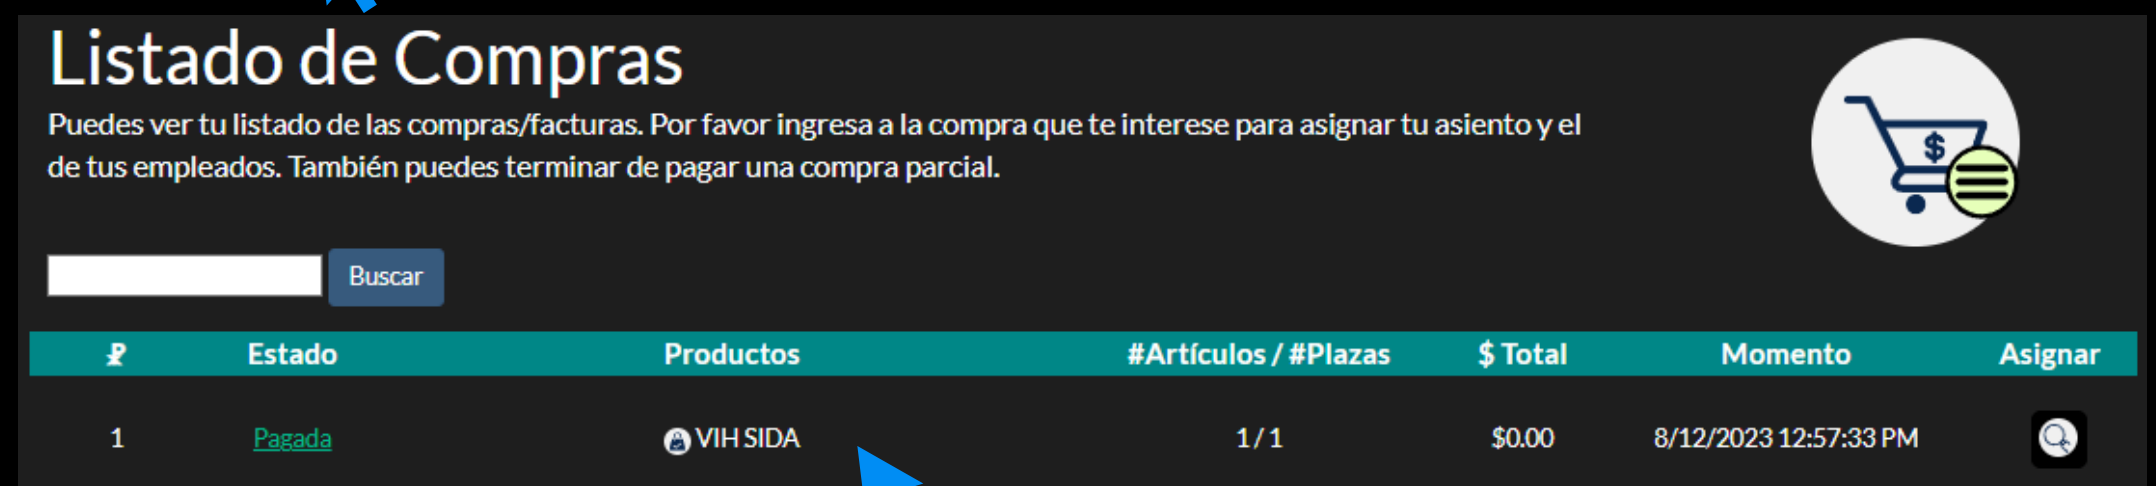 Listado de Compras
Puedes ver tu listado de las compras/facturas. Por favor ingresa a la compra que te interese para asignar tu asiento y el
de tus empleados. También puedes terminar de pagar una compra parcial.
$
Buscar
Estado Productos #Artículos / #Plazas $ Total Momento Asignar
1 Pagada VIH SIDA 1 / 1 $0.00 8/12/2023 12:57:33 PM